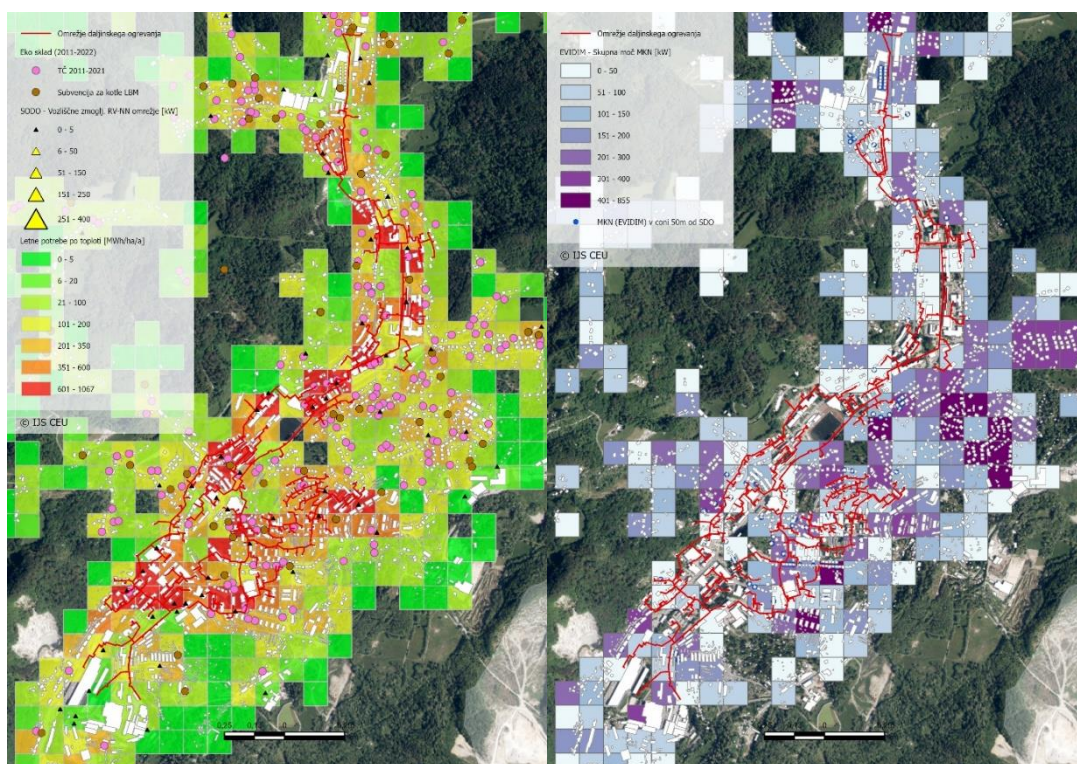 Omrežje daljinskega ogrevanja
Eko sklad (2011-2022)
TČ 2011-2021
Subvencija za kotle LBM
SODO - Vozliščne zmoglj. RV-NN omrežje [kW]
0 - 5
6 - 50
51 - 150
151 - 250
251 - 400
Letne potrebe po toploti [MWh/ha/a]
0 - 5
6 - 20
21 - 100
101 - 200
201 - 350
351 - 600
601 - 1067
© IJS CEU
Omrežje daljinskega ogrevanja
EVIDIM - Skupna moč MKN [kW]
0 - 50
51 - 100
101 - 150
151 - 200
201 - 300
301 - 400
401 - 855
MKN (EVIDIM) v coni 50m od SDO
© IJS CEU